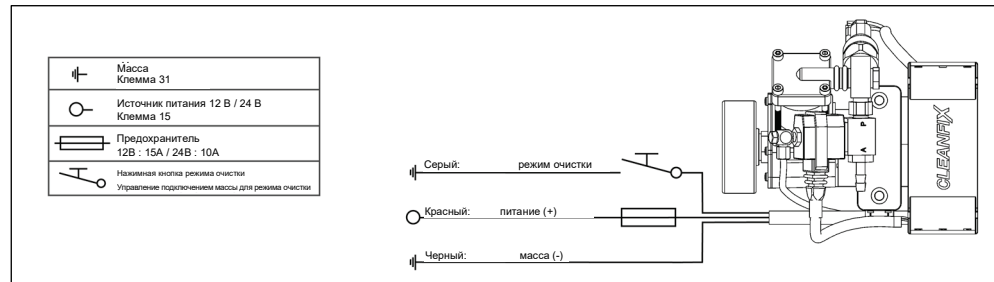 Масса
Клемма 31
Источник питания 12 В / 24 В
Клемма 15
Предохранитель
12В : 15А / 24В : 10А
Нажимная кнопка режима очистки
Управление подключением массы для режима очистки
Серый: режим очистки
Красный: питание (+)
Черный: масса (-)
A P
CLEANFIX